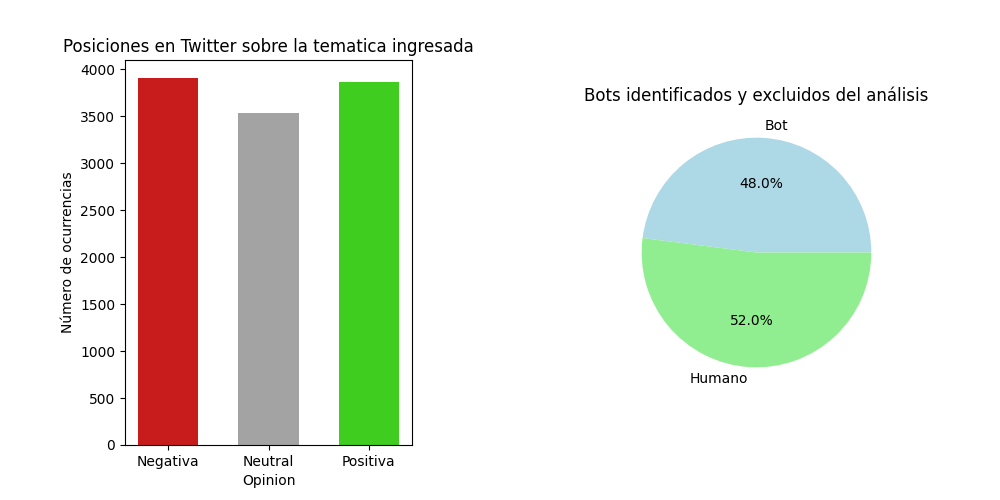 Posiciones en Twitter sobre la tematica ingresada
Número de ocurrencias
4000
3500
3000
2500
2000
1500
1000
500
0
Negativa
Neutral
Positiva
Opinion
Bots identificados y excluidos del análisis
Bot
48.0%
52.0%
Humano